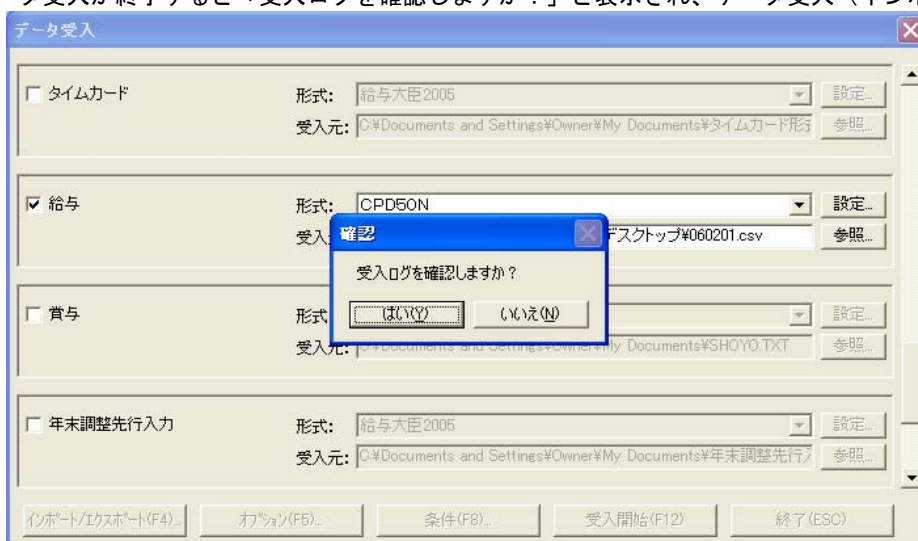 タ受入が終了すると「受入ログを確認しますか？」と表示され、データ受入（インポ
データ受入
タイムカード
形式: 給与大臣2005 設定...
受入元: C:¥Documents and Settings¥Owner¥My Documents¥タイムカード形式 参照...
給与
形式: CPD50N 設定...
受入 デスクトップ¥060201.csv 参照...
確認
受入ログを確認しますか？
はい(Y) いいえ(N)
賞与
形式 設定...
受入元: C:¥Documents and Settings¥Owner¥My Documents¥SHOYO.TXT 参照...
年末調整先行入力
形式: 給与大臣2005 設定...
受入元: C:¥Documents and Settings¥Owner¥My Documents¥年末調整先行入 参照...
インポート/エクスポート(F4)... オプション(F5)... 条件(F8)... 受入開始(F12) 終了(ESC)